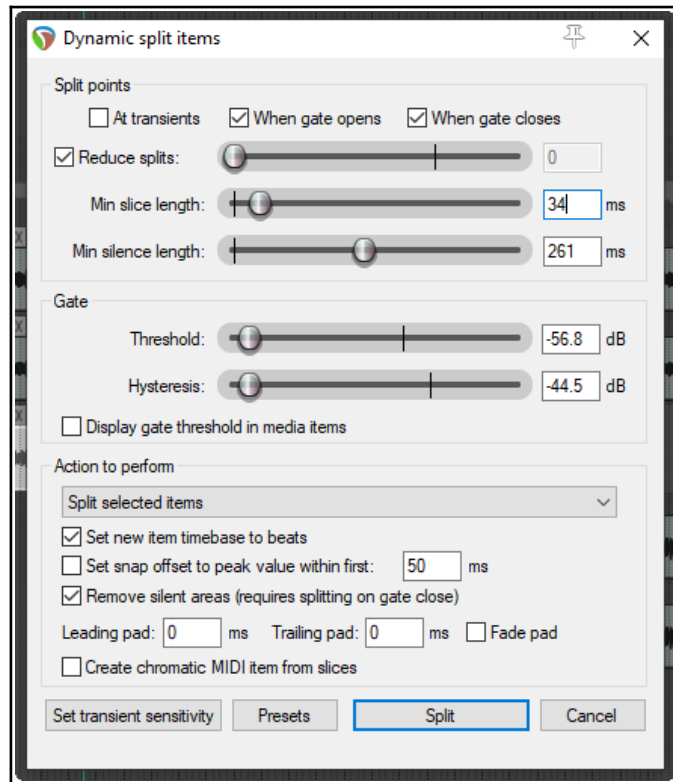 Dynamic split items
Split points
At transients When gate opens When gate closes
Reduce splits: 0
Min slice length: 34 ms
Min silence length: 261 ms
Gate
Threshold: -56.8 dB
Hysteresis: -44.5 dB
Display gate threshold in media items
Action to perform
Split selected items
Set new item timebase to beats
Set snap offset to peak value within first: 50 ms
Remove silent areas (requires splitting on gate close)
Leading pad: 0 ms Trailing pad: 0 ms Fade pad
Create chromatic MIDI item from slices
Set transient sensitivity Presets Split Cancel